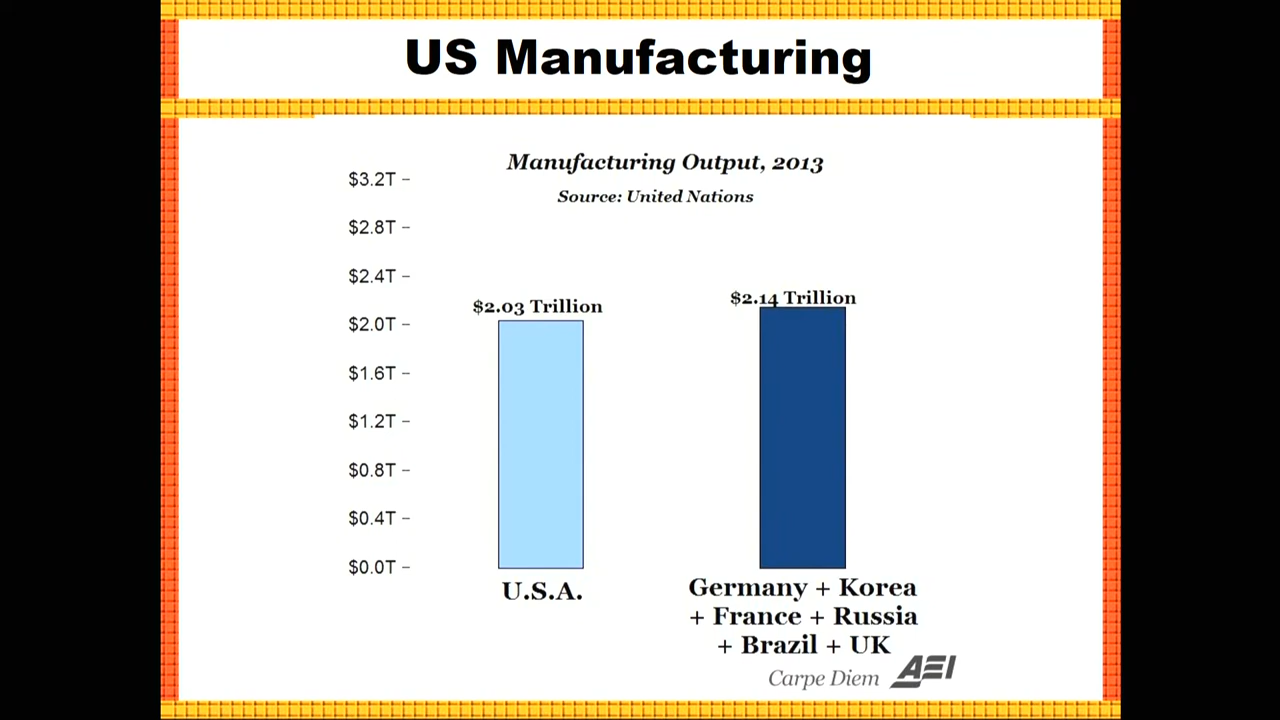 US Manufacturing
Manufacturing Output, 2013
Source: United Nations
$3.2T
$2.8T
$2.4T
$2.0T
$1.6T
$1.2T
$0.8T
$0.4T
$0.0T
$2.03 Trillion
$2.14 Trillion
U.S.A.
Germany + Korea
+ France + Russia
+ Brazil + UK
Carpe Diem AEI